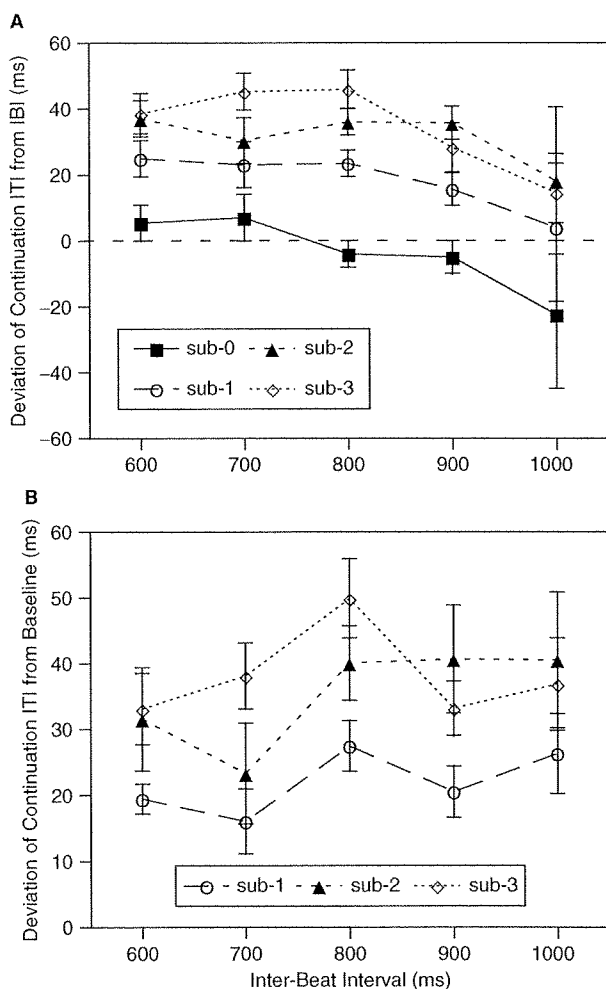 A
Deviation of Continuation ITI from IBI (ms)
60
40
20
0
−20
−40
−60
sub-0
sub-2
sub-1
sub-3
600
700
800
900
1000
B
Deviation of Continuation ITI from Baseline (ms)
60
50
40
30
20
10
0
sub-1
sub-2
sub-3
600
700
800
900
1000
Inter-Beat Interval (ms)